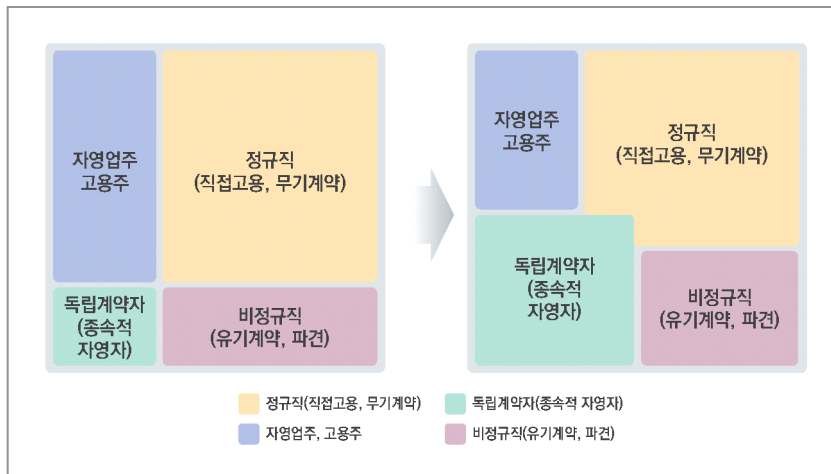 자영업주
고용주
정규직
(직접고용, 무기계약)
독립계약자
(종속적
자영자)
비정규직
(유기계약, 파견)
자영업주
고용주
정규직
(직접고용, 무기계약)
독립계약자
(종속적
자영자)
비정규직
(유기계약, 파견)
정규직(직접고용, 무기계약)
독립계약자(종속적 자영자)
자영업주, 고용주
비정규직(유기계약, 파견)